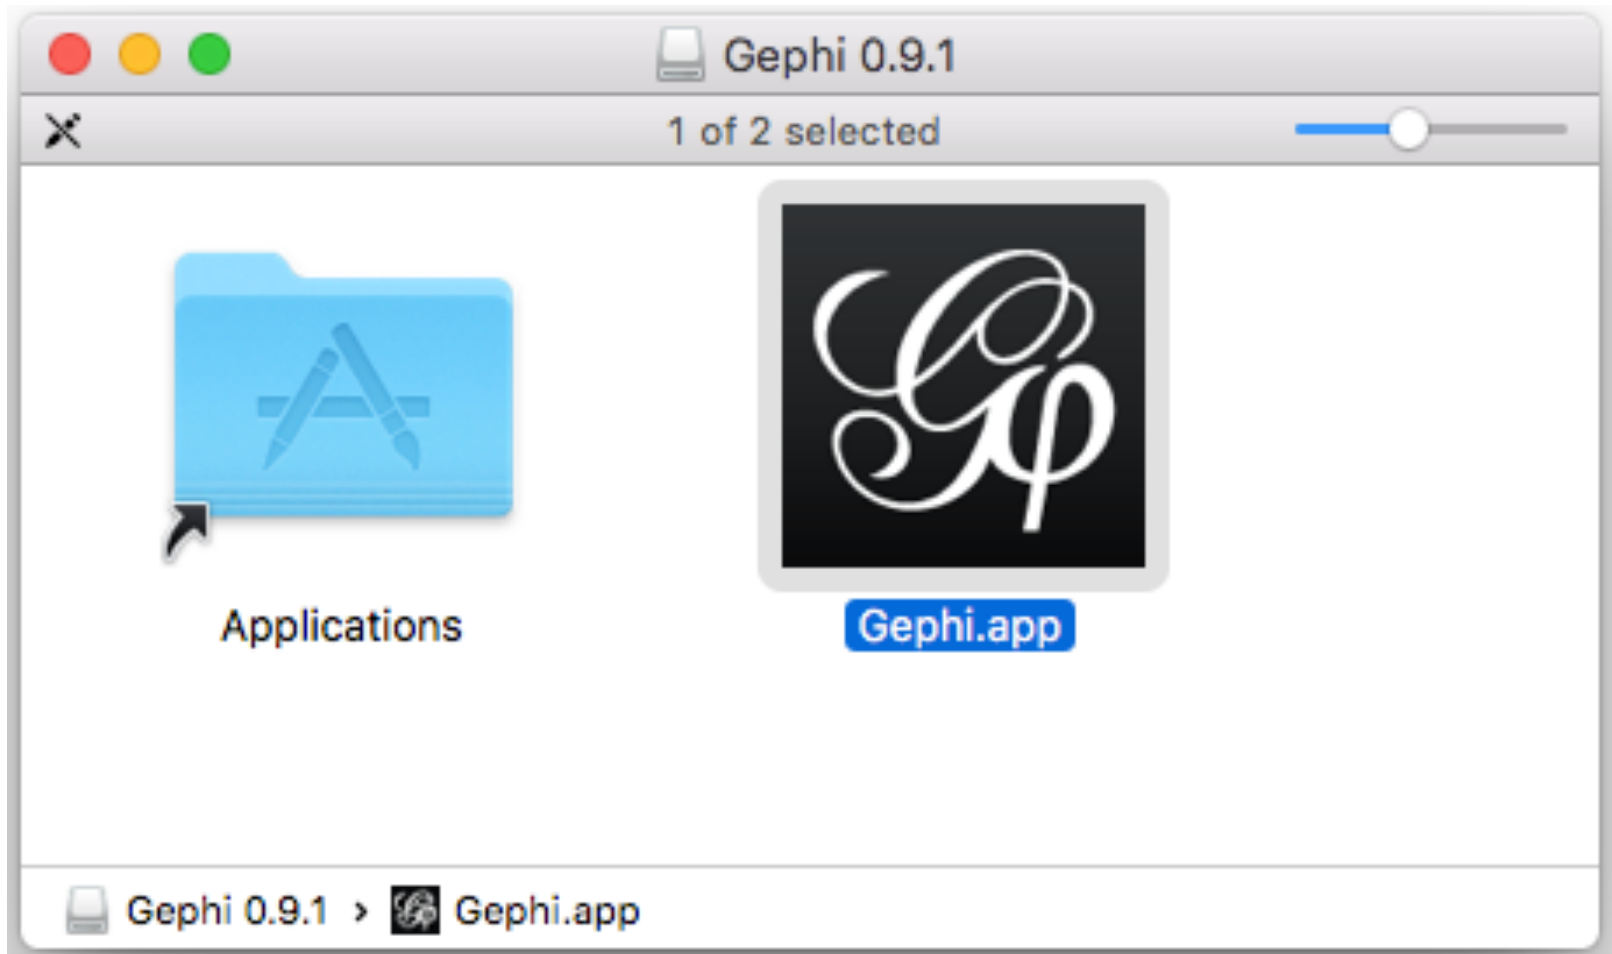 Gephi 0.9.1
1 of 2 selected
Applications
Gephi.app
Gephi 0.9.1 › Gephi.app